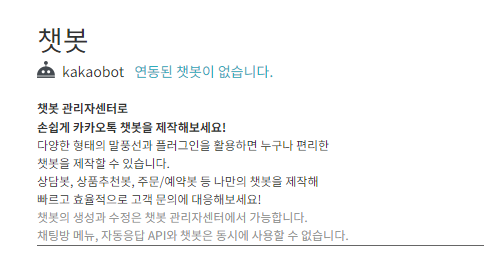 챗봇
kakaobot 연동된 챗봇이 없습니다.
챗봇 관리자센터로
손쉽게 카카오톡 챗봇을 제작해보세요!
다양한 형태의 말풍선과 플러그인을 활용하면 누구나 편리한
챗봇을 제작할 수 있습니다.
상담봇, 상품추천봇, 주문/예약봇 등 나만의 챗봇을 제작해
빠르고 효율적으로 고객 문의에 대응해보세요!
챗봇의 생성과 수정은 챗봇 관리자센터에서 가능합니다.
채팅방 메뉴, 자동응답 API와 챗봇은 동시에 사용할 수 없습니다.